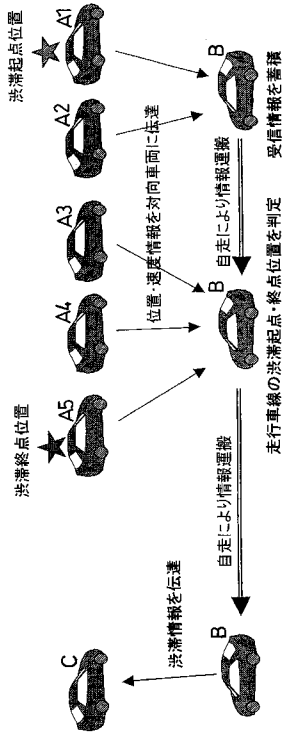 渋滞起点位置
A1
A2
A3
A4
A5
渋滞終点位置
C
位置・速度情報を対向車両に伝達
B
受信情報を蓄積
自走により情報運搬
B
走行車線の渋滞起点・終点位置を判定
自走により情報運搬
B
渋滞情報を伝達